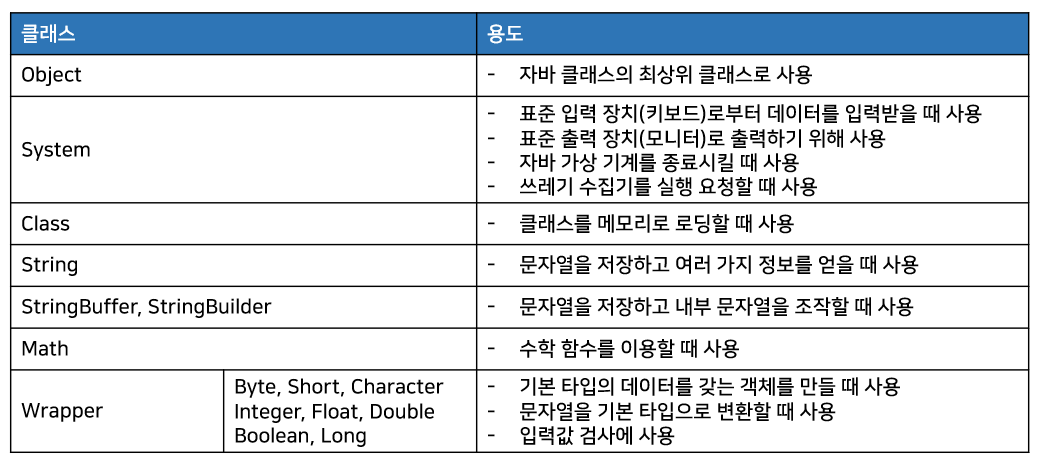 클래스
용도
Object
- 자바 클래스의 최상위 클래스로 사용
System
- 표준 입력 장치(키보드)로부터 데이터를 입력받을 때 사용
- 표준 출력 장치(모니터)로 출력하기 위해 사용
- 자바 가상 기계를 종료시킬 때 사용
- 쓰레기 수집기를 실행 요청할 때 사용
Class
- 클래스를 메모리로 로딩할 때 사용
String
- 문자열을 저장하고 여러 가지 정보를 얻을 때 사용
StringBuffer, StringBuilder
- 문자열을 저장하고 내부 문자열을 조작할 때 사용
Math
- 수학 함수를 이용할 때 사용
Wrapper
Byte, Short, Character
Integer, Float, Double
Boolean, Long
- 기본 타입의 데이터를 갖는 객체를 만들 때 사용
- 문자열을 기본 타입으로 변환할 때 사용
- 입력값 검사에 사용